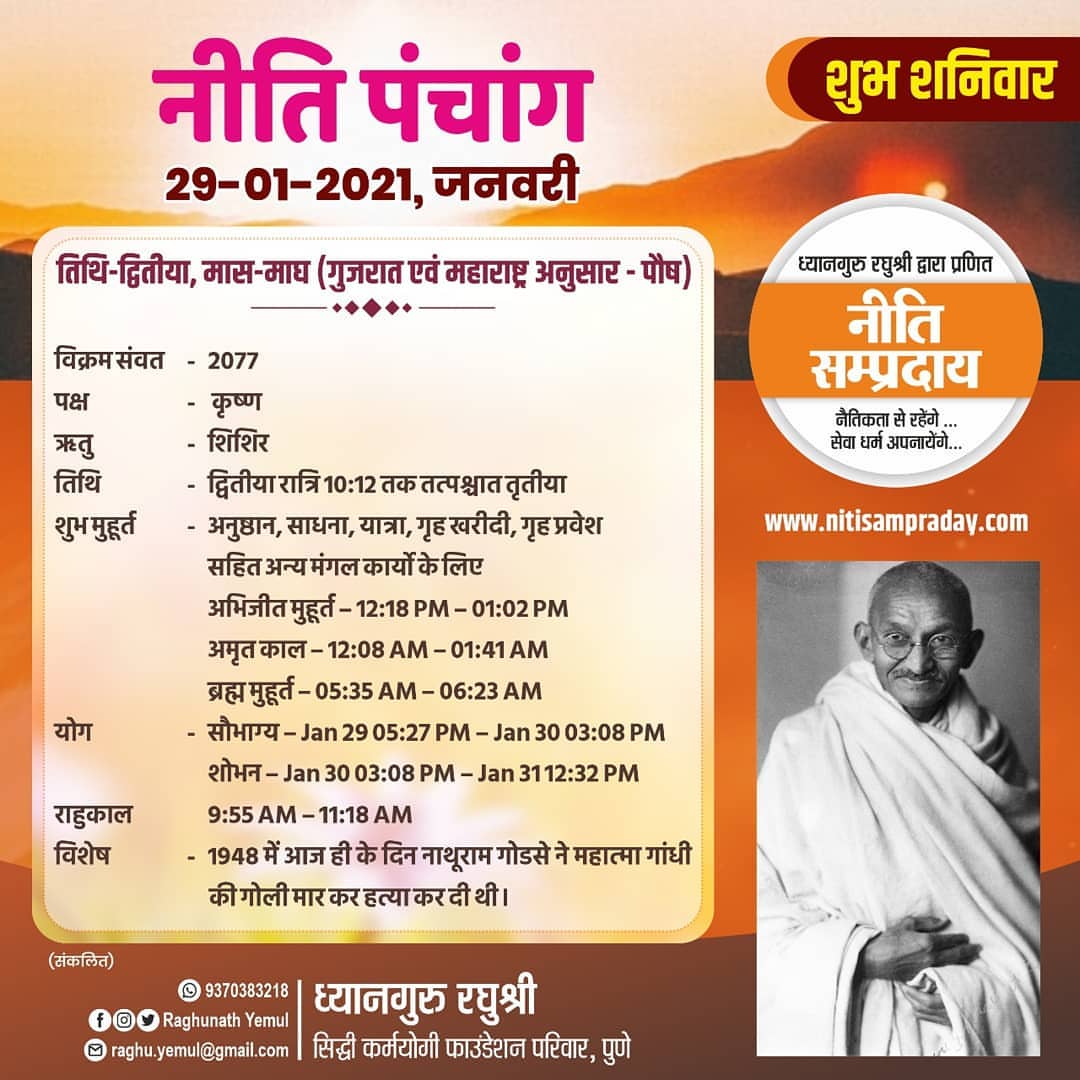 नीति पंचांग
29-01-2021, जनवरी
शुभ शनिवार
तिथि-द्वितीया, मास-माघ (गुजरात एवं महाराष्ट्र अनुसार - पौष)
विक्रम संवत - 2077
पक्ष - कृष्ण
ऋतु - शिशिर
तिथि - द्वितीया रात्रि 10:12 तक तत्पश्चात तृतीया
शुभ मुहूर्त - अनुष्ठान, साधना, यात्रा, गृह खरीदी, गृह प्रवेश
सहित अन्य मंगल कार्यो के लिए
अभिजीत मुहूर्त – 12:18 PM – 01:02 PM
अमृत काल – 12:08 AM – 01:41 AM
ब्रह्म मुहूर्त – 05:35 AM – 06:23 AM
योग - सौभाग्य – Jan 29 05:27 PM – Jan 30 03:08 PM
शोभन – Jan 30 03:08 PM – Jan 31 12:32 PM
राहुकाल 9:55 AM – 11:18 AM
विशेष - 1948 में आज ही के दिन नाथूराम गोडसे ने महात्मा गांधी
की गोली मार कर हत्या कर दी थी।
ध्यानगुरु रघुश्री द्वारा प्रणित
नीति
सम्प्रदाय
नैतिकता से रहेंगे ...
सेवा धर्म अपनायेंगे...
www.nitisampraday.com
(संकलित)
9370383218
Raghunath Yemul
raghu.yemul@gmail.com
ध्यानगुरु रघुश्री
सिद्धी कर्मयोगी फाउंडेशन परिवार, पुणे